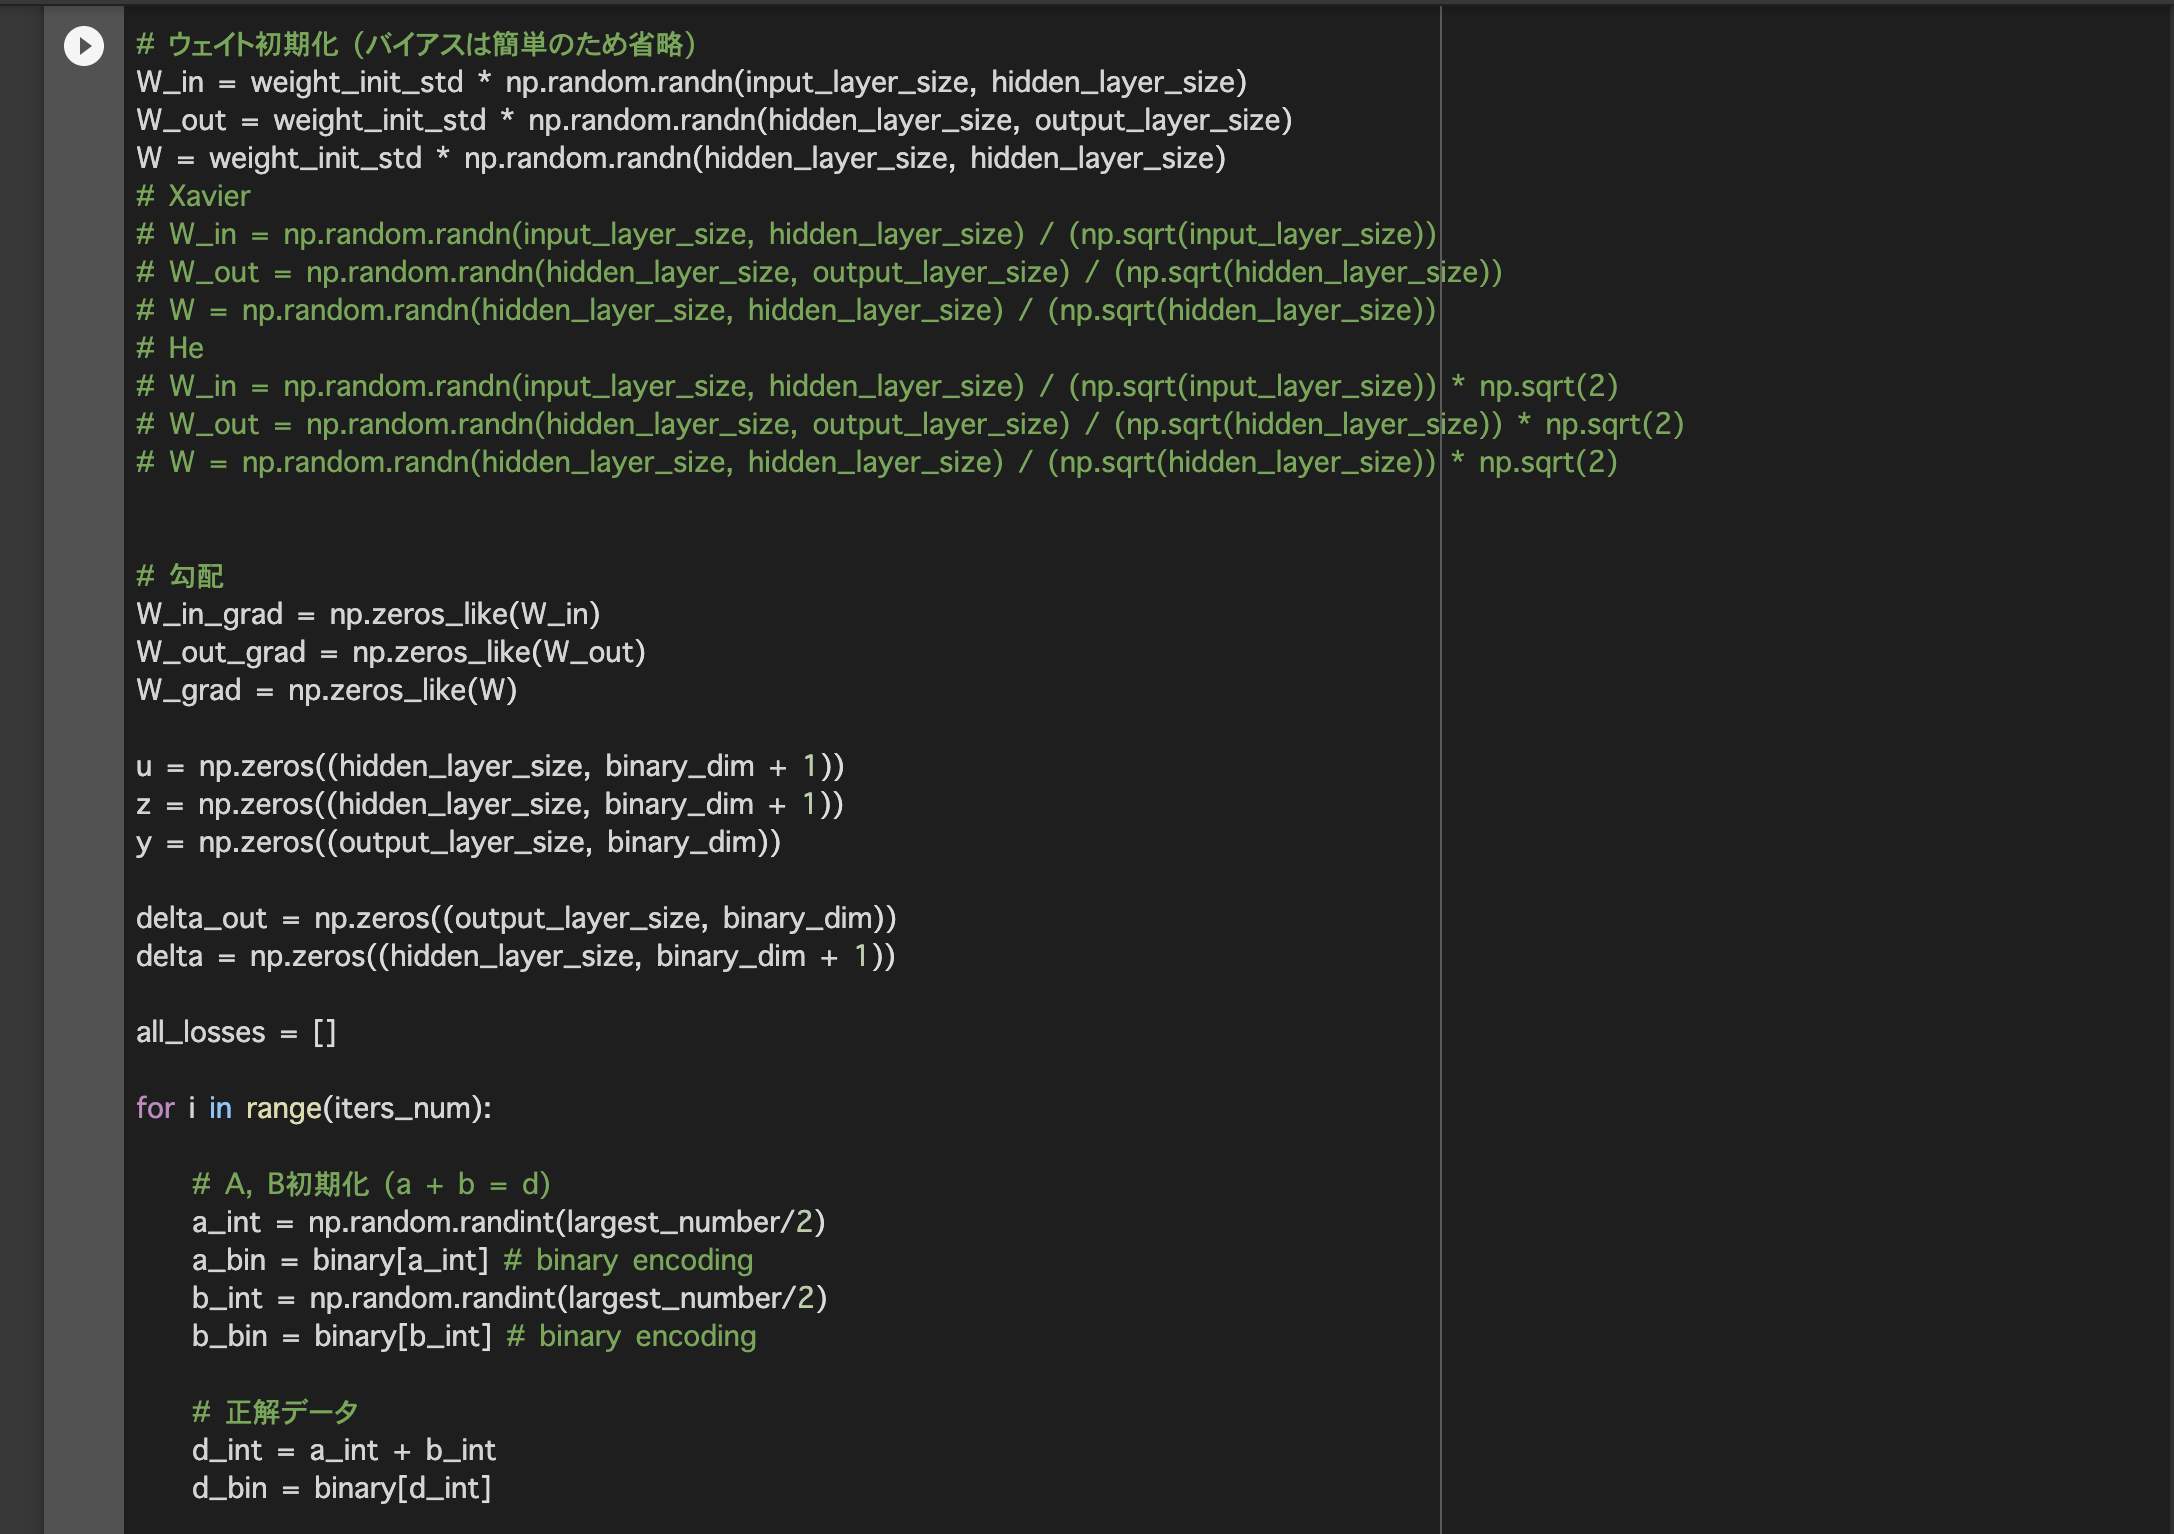 # ウェイト初期化 (バイアスは簡単のため省略)
W_in = weight_init_std * np.random.randn(input_layer_size, hidden_layer_size)
W_out = weight_init_std * np.random.randn(hidden_layer_size, output_layer_size)
W = weight_init_std * np.random.randn(hidden_layer_size, hidden_layer_size)
# Xavier
# W_in = np.random.randn(input_layer_size, hidden_layer_size) / (np.sqrt(input_layer_size))
# W_out = np.random.randn(hidden_layer_size, output_layer_size) / (np.sqrt(hidden_layer_size))
# W = np.random.randn(hidden_layer_size, hidden_layer_size) / (np.sqrt(hidden_layer_size))
# He
# W_in = np.random.randn(input_layer_size, hidden_layer_size) / (np.sqrt(input_layer_size)) * np.sqrt(2)
# W_out = np.random.randn(hidden_layer_size, output_layer_size) / (np.sqrt(hidden_layer_size)) * np.sqrt(2)
# W = np.random.randn(hidden_layer_size, hidden_layer_size) / (np.sqrt(hidden_layer_size)) * np.sqrt(2)
# 勾配
W_in_grad = np.zeros_like(W_in)
W_out_grad = np.zeros_like(W_out)
W_grad = np.zeros_like(W)
u = np.zeros((hidden_layer_size, binary_dim + 1))
z = np.zeros((hidden_layer_size, binary_dim + 1))
y = np.zeros((output_layer_size, binary_dim))
delta_out = np.zeros((output_layer_size, binary_dim))
delta = np.zeros((hidden_layer_size, binary_dim + 1))
all_losses = []
for i in range(iters_num):
# A, B初期化 (a + b = d)
a_int = np.random.randint(largest_number/2)
a_bin = binary[a_int] # binary encoding
b_int = np.random.randint(largest_number/2)
b_bin = binary[b_int] # binary encoding
# 正解データ
d_int = a_int + b_int
d_bin = binary[d_int]